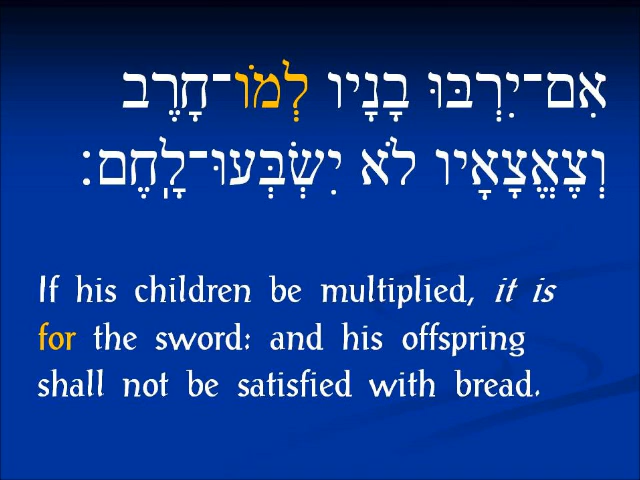 אִם־יִרְבּוּ בָנָיו לְמוֹ־חָרֶב
וְצֶאֱצָאָיו לֹא יִשְׂבְּעוּ־לָחֶם׃
If his children be multiplied, it is
for the sword: and his offspring
shall not be satisfied with bread.